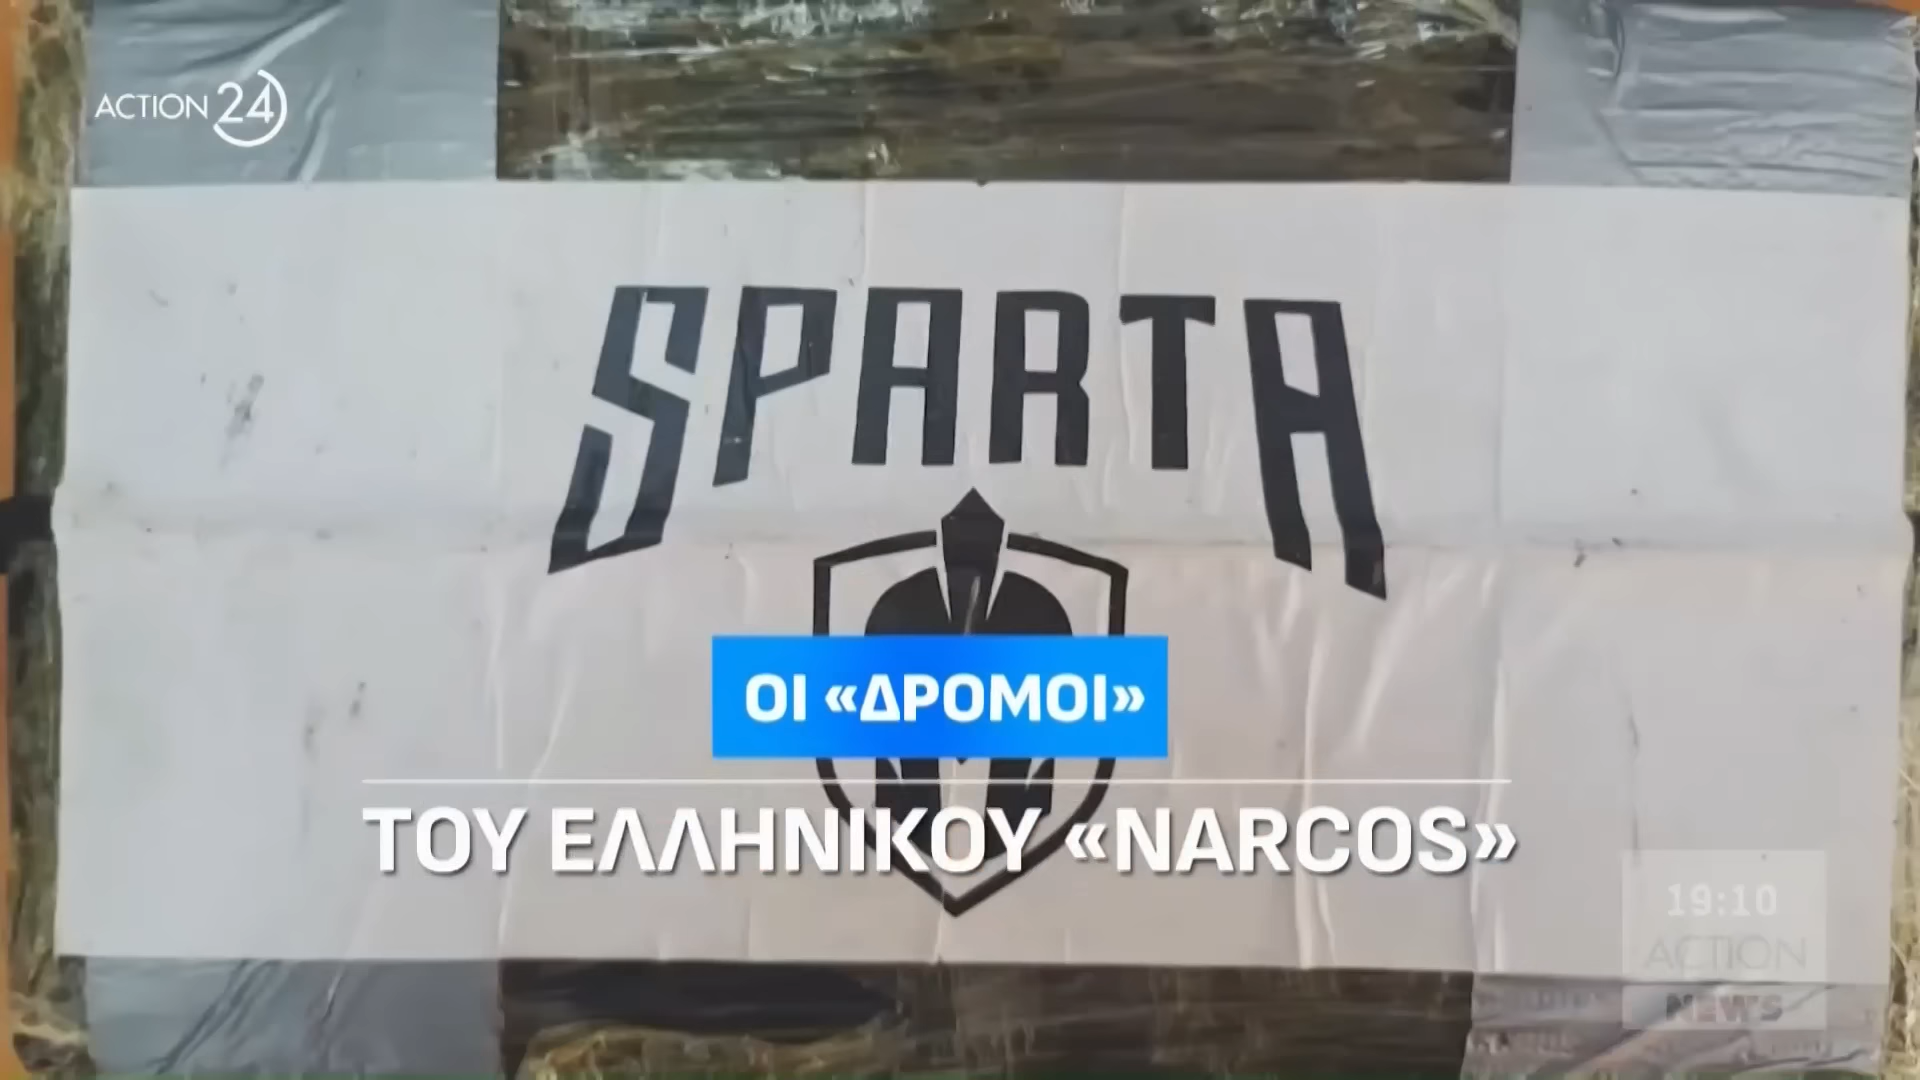 ACTION 24
SPARTA
ΟΙ «ΔΡΟΜΟΙ»
ΤΟΥ ΕΛΛΗΝΙΚΟΥ «NARCOS»
19:10
ACTION
NEWS